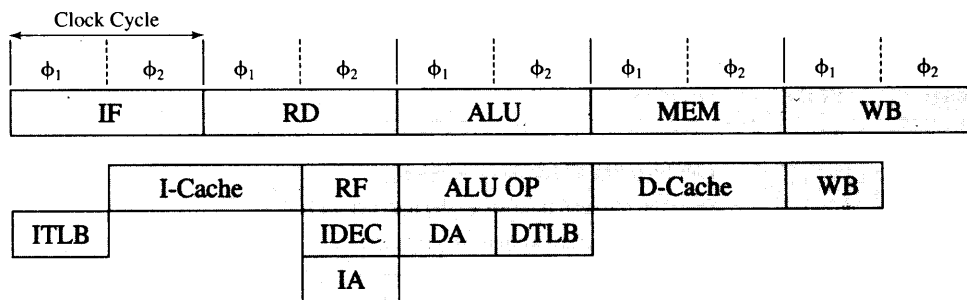 Clock Cycle
ϕ₁ ϕ₂ ϕ₁ ϕ₂ ϕ₁ ϕ₂ ϕ₁ ϕ₂ ϕ₁ ϕ₂
IF RD ALU MEM WB
I-Cache RF ALU OP D-Cache WB
ITLB IDEC DA DTLB
IA